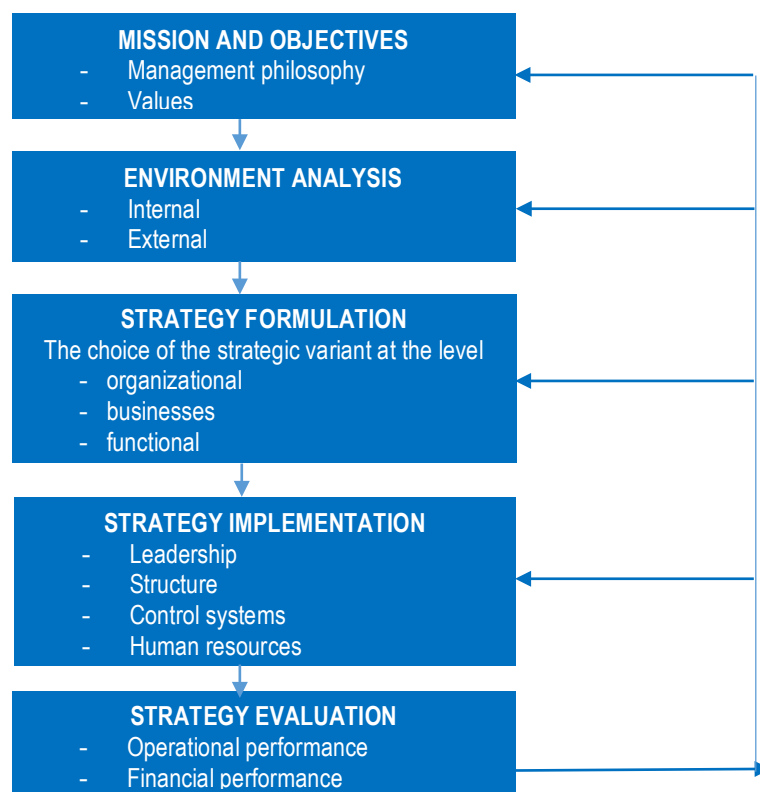 MISSION AND OBJECTIVES
- Management philosophy
- Values
ENVIRONMENT ANALYSIS
- Internal
- External
STRATEGY FORMULATION
The choice of the strategic variant at the level
- organizational
- businesses
- functional
STRATEGY IMPLEMENTATION
- Leadership
- Structure
- Control systems
- Human resources
STRATEGY EVALUATION
- Operational performance
- Financial performance